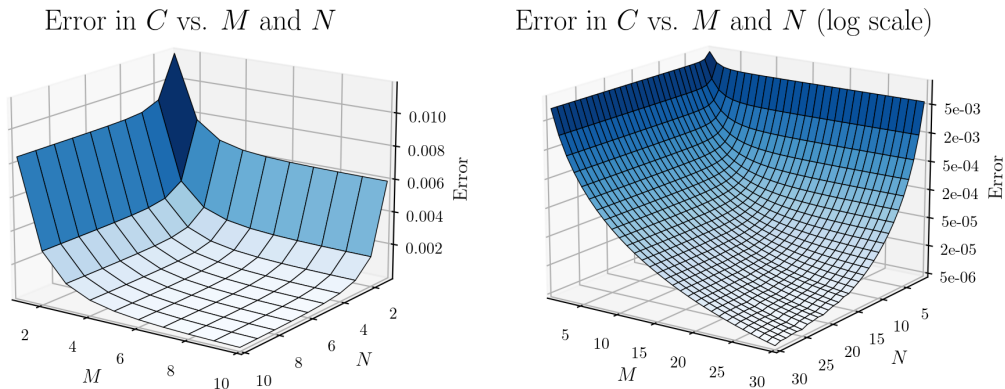 Error in C vs. M and N
0.010
0.008
0.006
0.004
0.002
Error
2
4
6
8
10
M
10
8
6
4
2
N
Error in C vs. M and N (log scale)
5e-03
2e-03
5e-04
2e-04
5e-05
2e-05
5e-06
Error
5
10
15
20
25
30
M
30
25
20
15
10
5
N